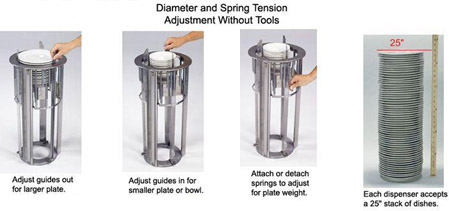 Diameter and Spring Tension
Adjustment Without Tools
25"
Adjust guides out
for larger plate.
Adjust guides in for
smaller plate or bowl.
Attach or detach
springs to adjust
for plate weight.
Each dispenser accepts
a 25" stack of dishes.